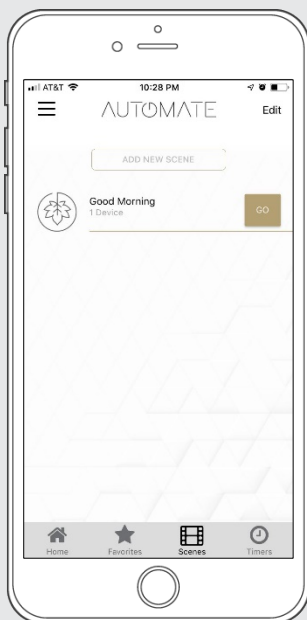 AT&T 10:28 PM
AUTOMATE Edit
ADD NEW SCENE
Good Morning
1 Device
GO
Home Favorites Scenes Timers